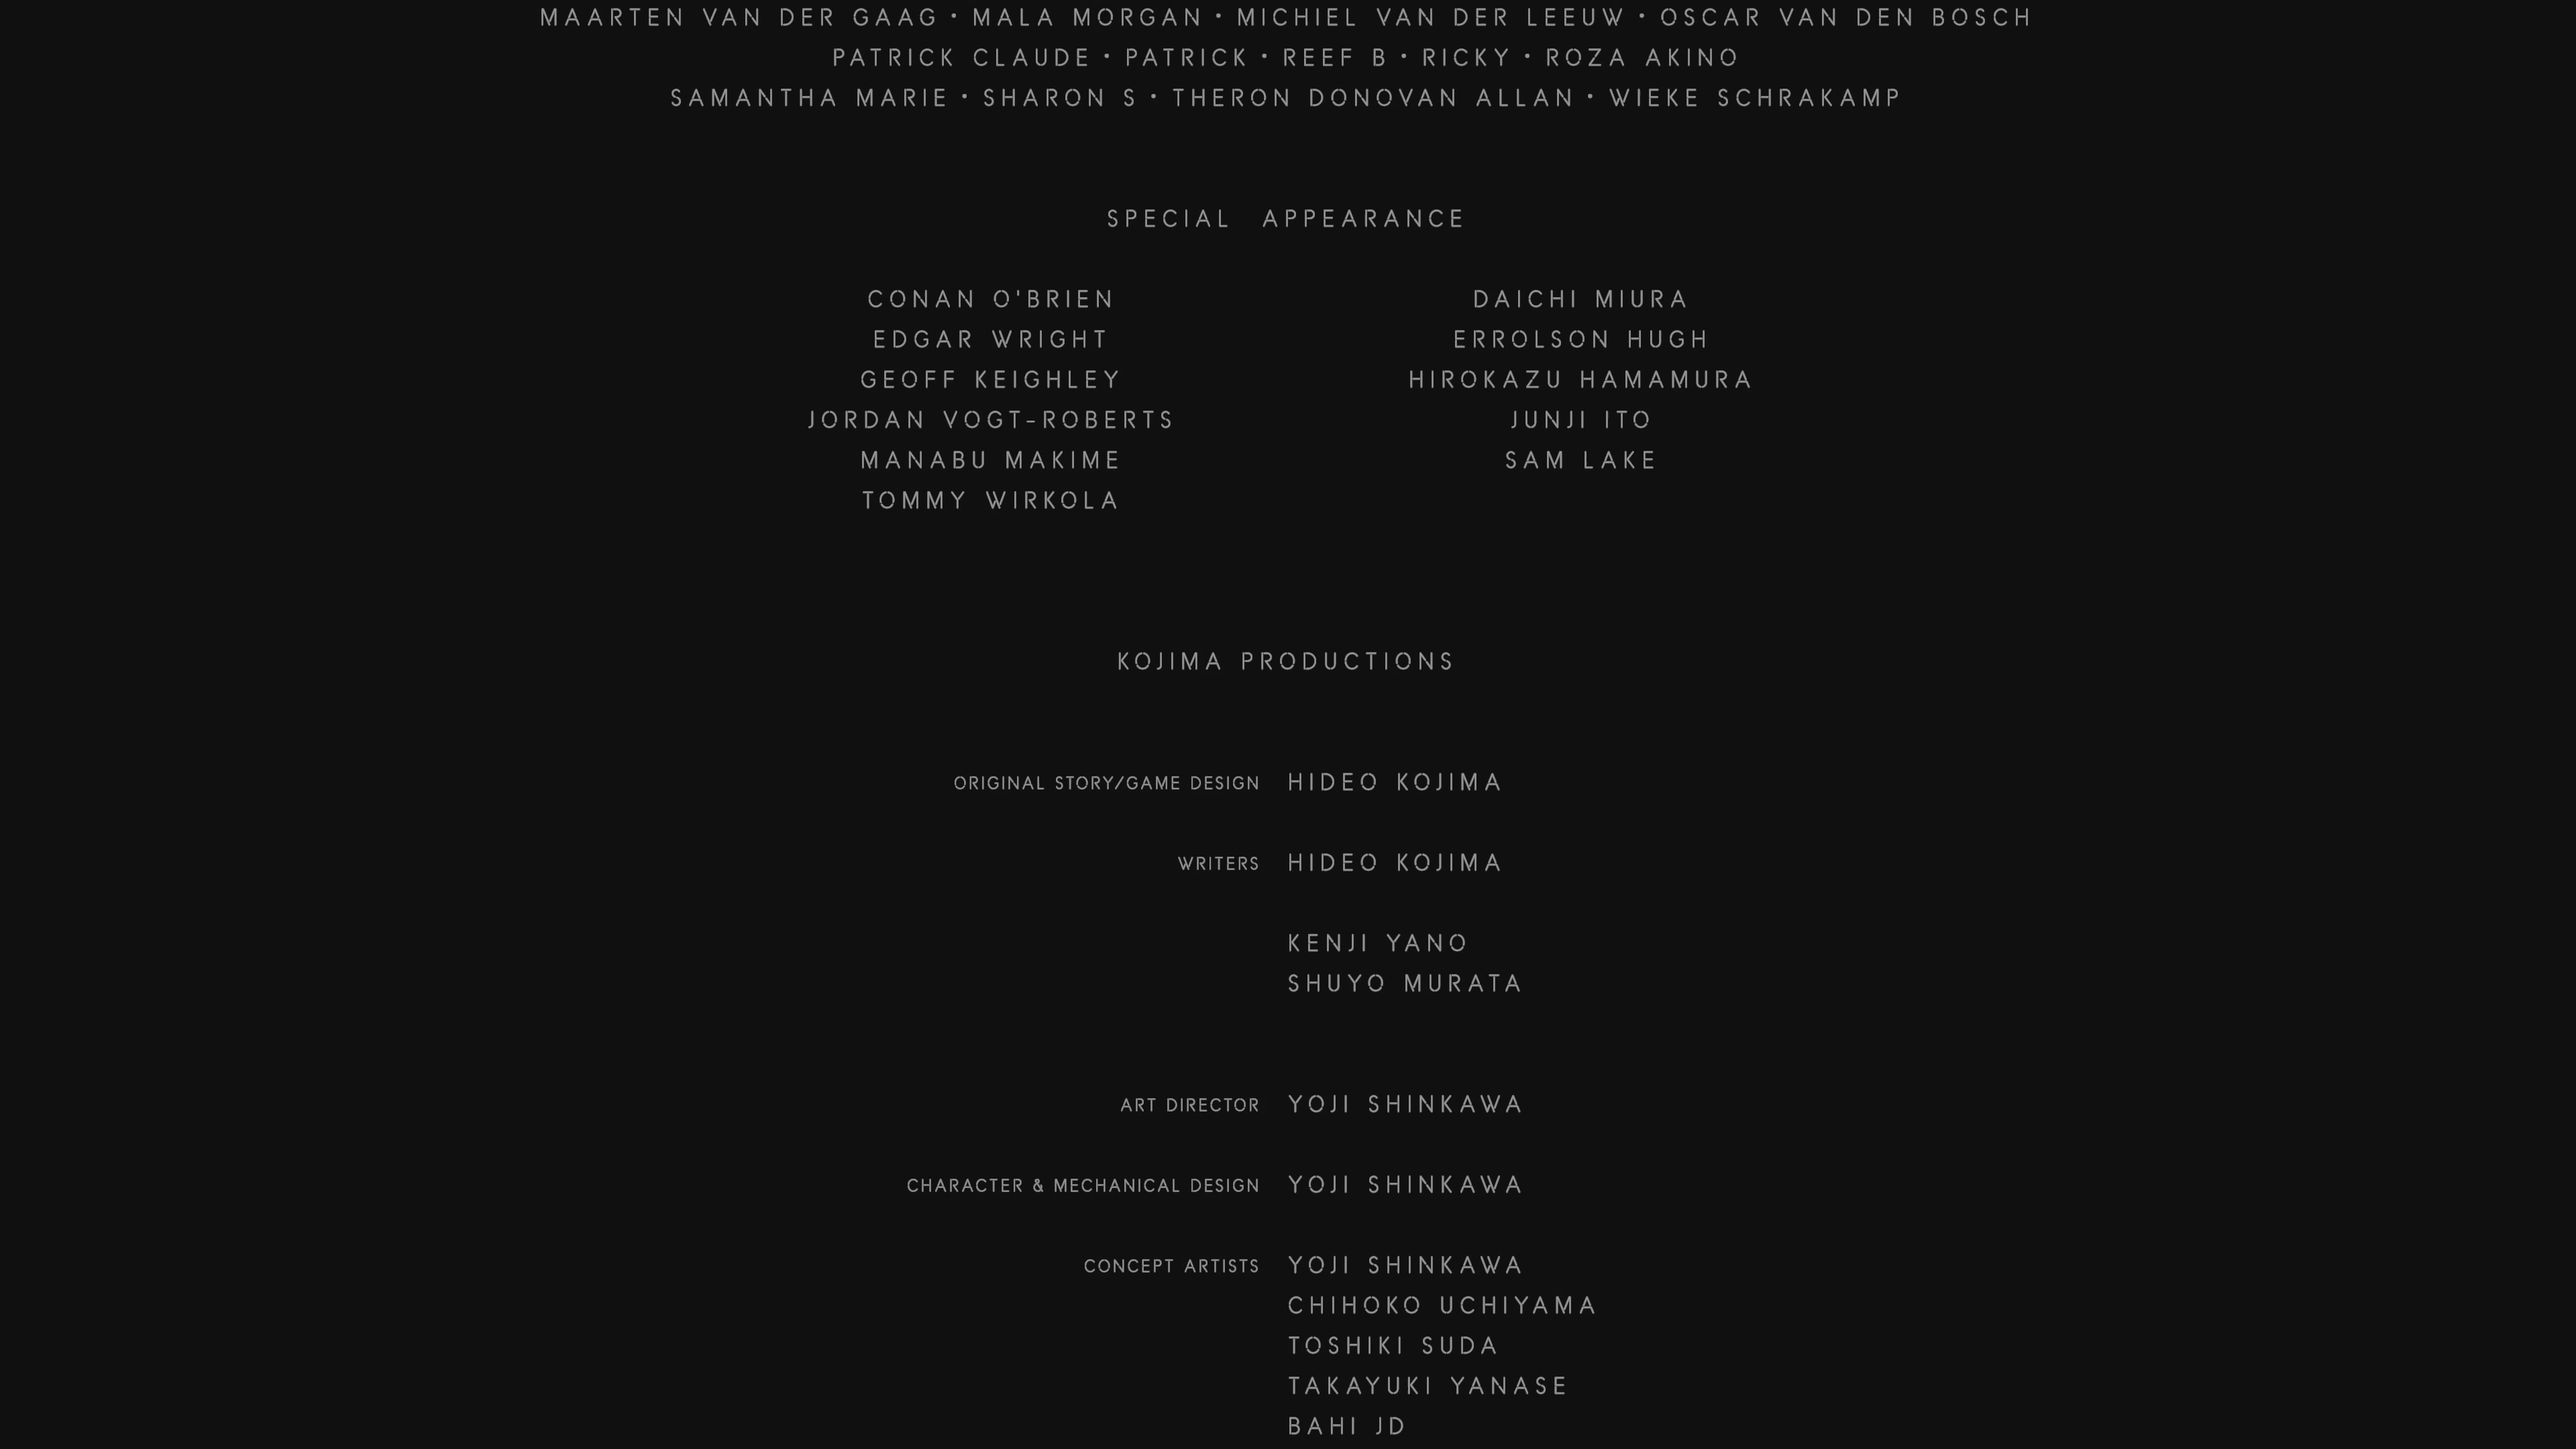 MAARTEN VAN DER GAAG • MALA MORGAN • MICHIEL VAN DER LEEUW • OSCAR VAN DEN BOSCH
PATRICK CLAUDE • PATRICK • REEF B • RICKY • ROZA AKINO
SAMANTHA MARIE • SHARON S • THERON DONOVAN ALLAN • WIEKE SCHRAKAMP
SPECIAL APPEARANCE
CONAN O'BRIEN DAICHI MIURA
EDGAR WRIGHT ERROLSON HUGH
GEOFF KEIGHLEY HIROKAZU HAMAMURA
JORDAN VOGT-ROBERTS JUNJI ITO
MANABU MAKIME SAM LAKE
TOMMY WIRKOLA
KOJIMA PRODUCTIONS
ORIGINAL STORY/GAME DESIGN HIDEO KOJIMA
WRITERS HIDEO KOJIMA
KENJI YANO
SHUYO MURATA
ART DIRECTOR YOJI SHINKAWA
CHARACTER & MECHANICAL DESIGN YOJI SHINKAWA
CONCEPT ARTISTS YOJI SHINKAWA
CHIHOKO UCHIYAMA
TOSHIKI SUDA
TAKAYUKI YANASE
BAHI JD